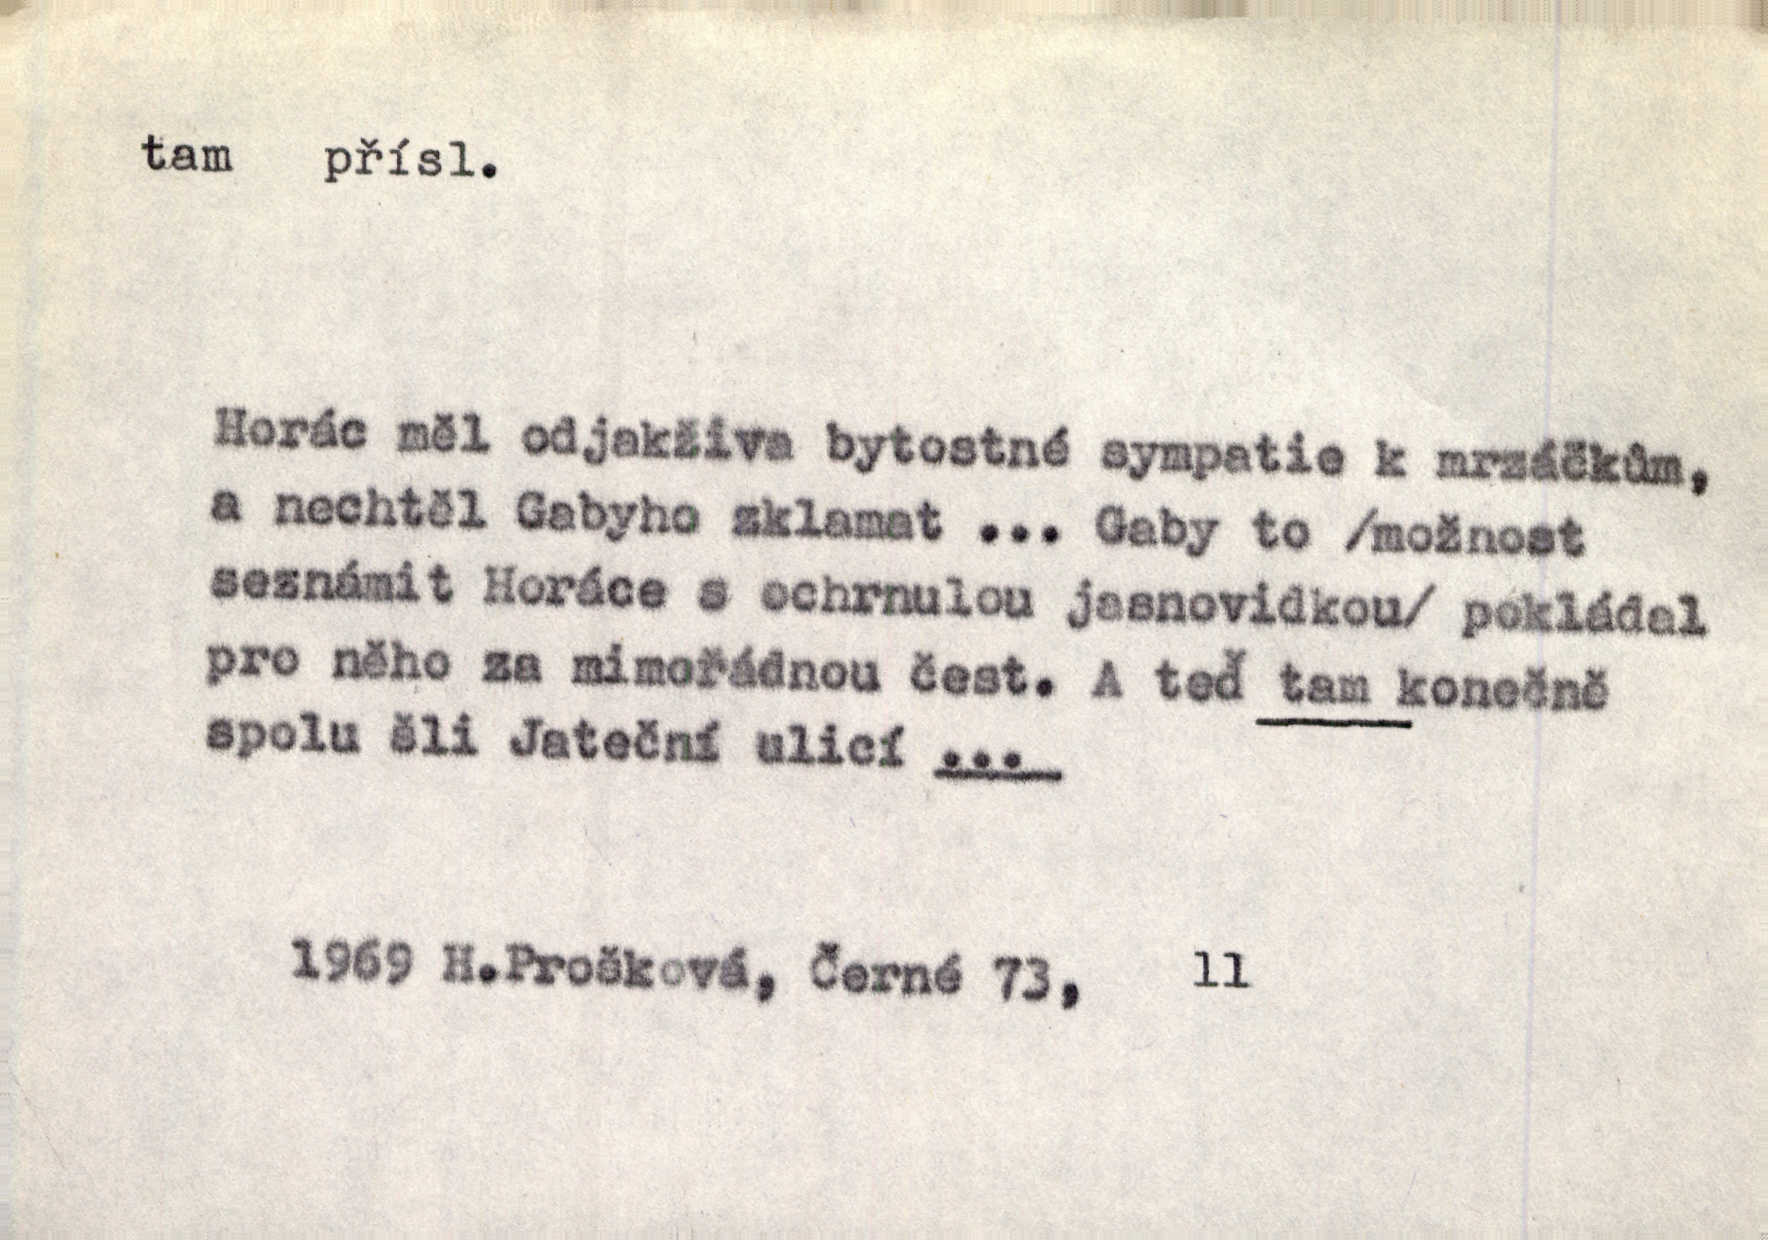 tam přísl.
Horác měl odjakživa bytostné sympatie k mrzáčkům,
a nechtěl Gabyho zklamat ... Gaby to /možnost
seznámit Horáce s ochrnulou jasnovidkou/ pokládal
pro něho za mimořádnou čest. A teď tam konečně
spolu šli Jateční ulicí ...
1969 H.Prošková, Černé 73, 11